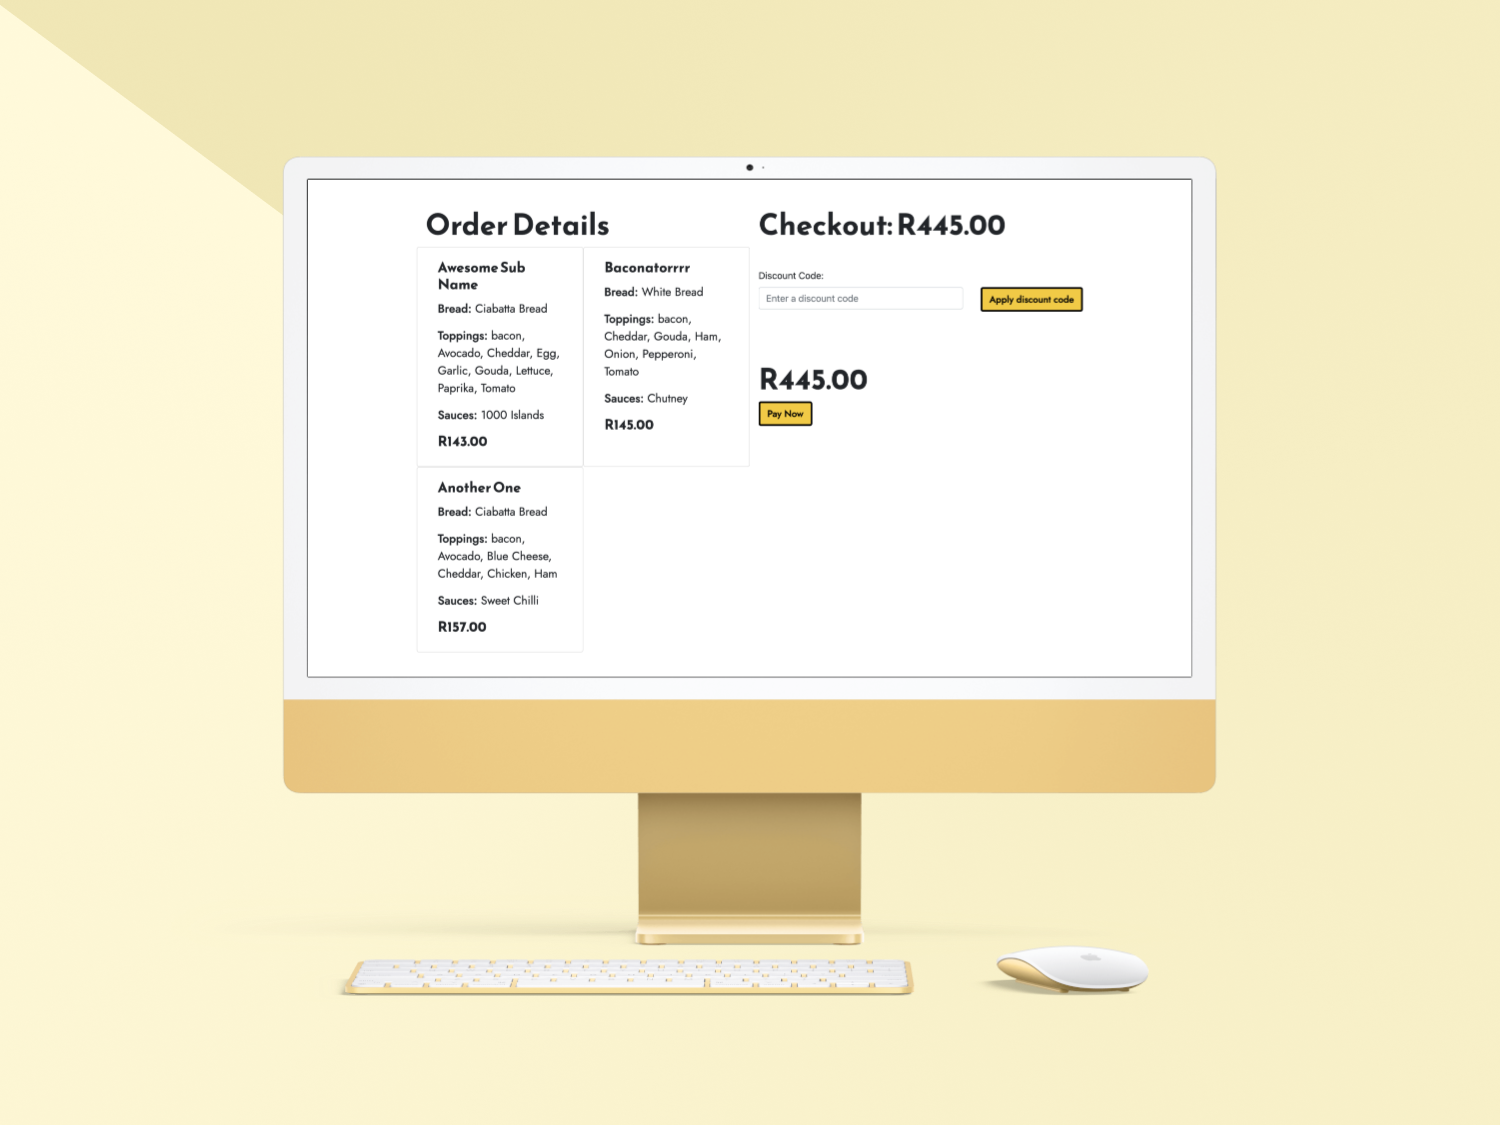 Order Details
Awesome Sub
Name
Bread: Ciabatta Bread
Toppings: bacon,
Avocado, Cheddar, Egg,
Garlic, Gouda, Lettuce,
Paprika, Tomato
Sauces: 1000 Islands
R143.00
Baconatorrrr
Bread: White Bread
Toppings: bacon,
Cheddar, Gouda, Ham,
Onion, Pepperoni,
Tomato
Sauces: Chutney
R145.00
Another One
Bread: Ciabatta Bread
Toppings: bacon,
Avocado, Blue Cheese,
Cheddar, Chicken, Ham
Sauces: Sweet Chilli
R157.00
Checkout: R445.00
Discount Code:
Enter a discount code
Apply discount code
R445.00
Pay Now